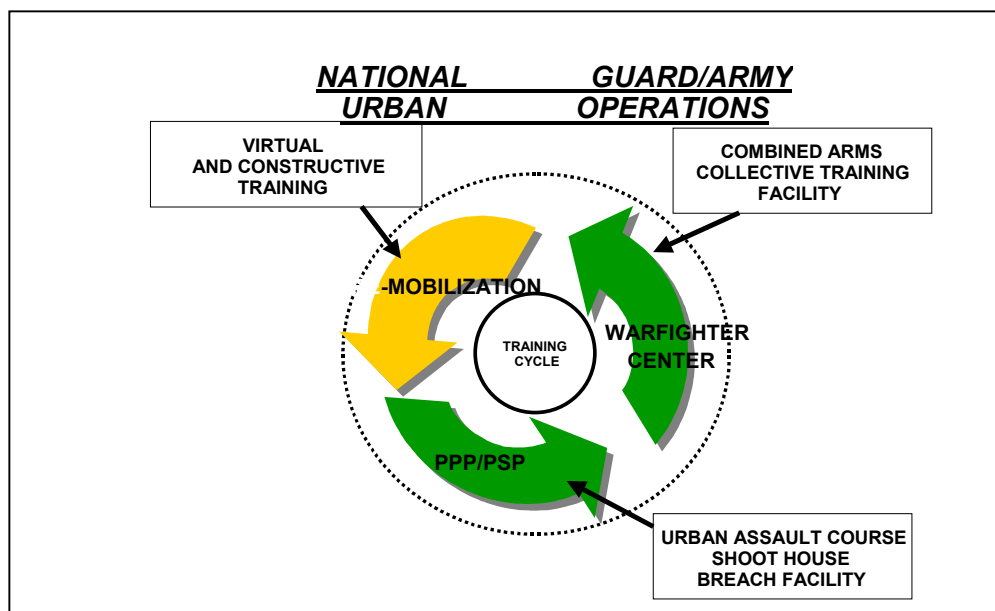 NATIONAL GUARD/ARMY
URBAN OPERATIONS
VIRTUAL
AND CONSTRUCTIVE
TRAINING
COMBINED ARMS
COLLECTIVE TRAINING
FACILITY
-MOBILIZATION
WARFIGHTER
CENTER
TRAINING
CYCLE
PPP/PSP
URBAN ASSAULT COURSE
SHOOT HOUSE
BREACH FACILITY